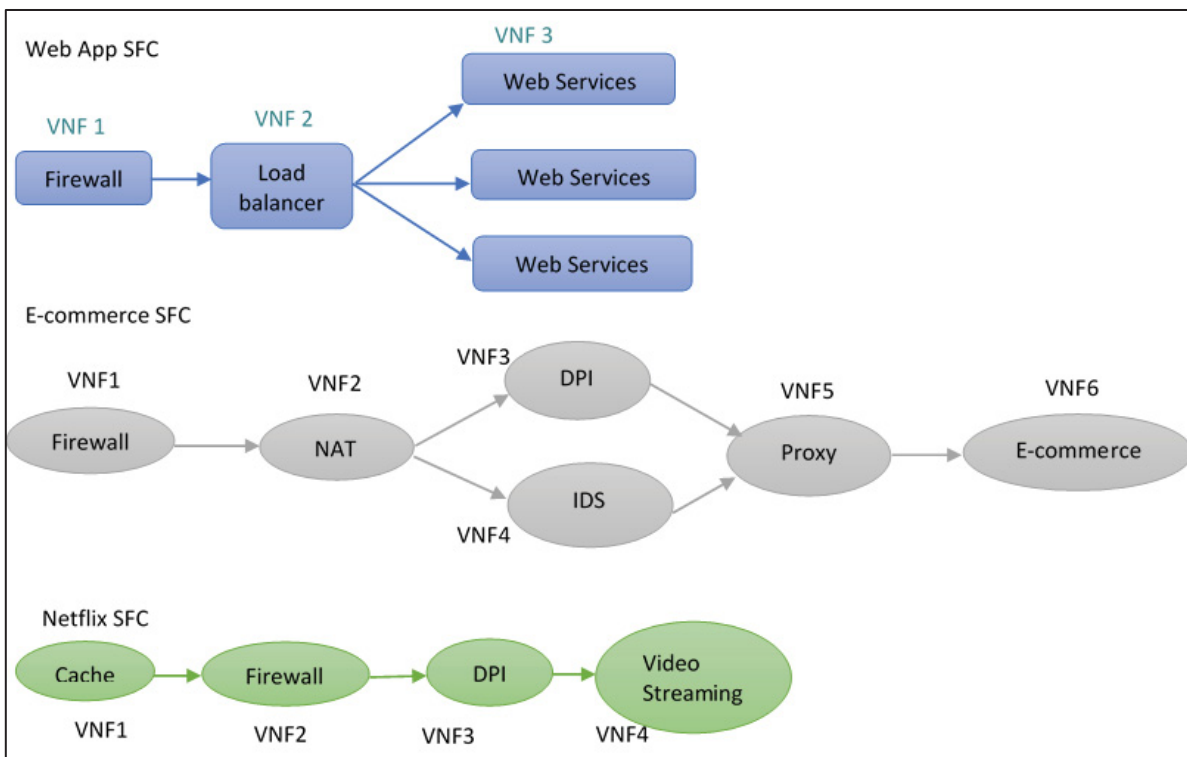 Web App SFC
VNF 3
Web Services
VNF 1
VNF 2
Firewall
Load
balancer
Web Services
Web Services
E-commerce SFC
VNF1
VNF2
VNF3
DPI
VNF5
VNF6
Firewall
NAT
Proxy
E-commerce
IDS
VNF4
Netflix SFC
Cache
Firewall
DPI
Video
Streaming
VNF1
VNF2
VNF3
VNF4